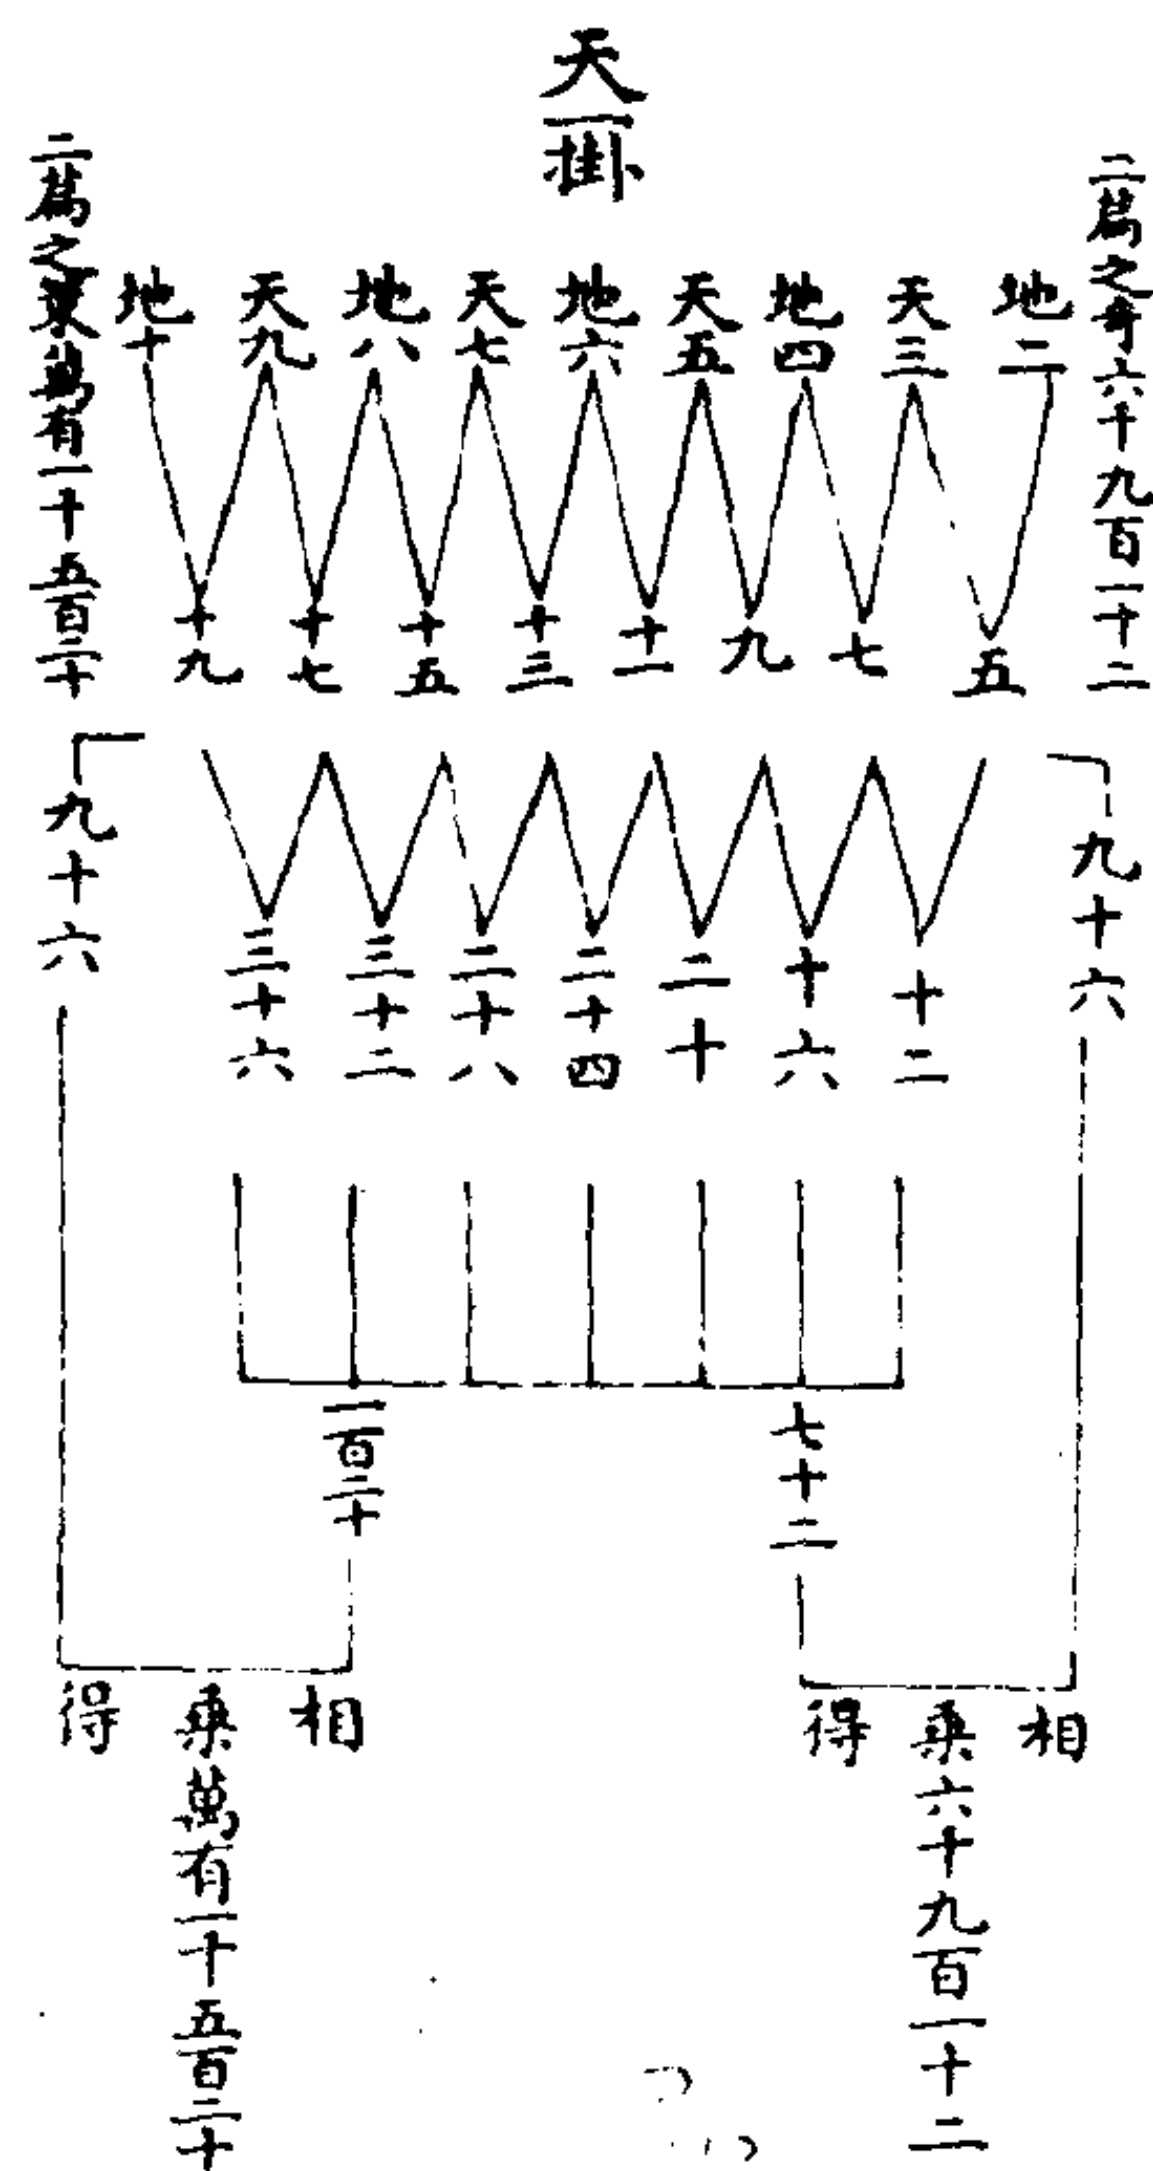 天一掛
二萬之奇六千九百一十二
地二
天三
地四
天五
地六
天七
地八
天九
地十
二萬之策萬有一千五百二十
五
七
九
十一
十三
十五
十七
十九
九十六
十二
十六
二十
二十四
二十八
三十二
三十六
九十六
七十二
一百二十
相
乘六千九百一十二
得
相
乘萬有一千五百二十
得